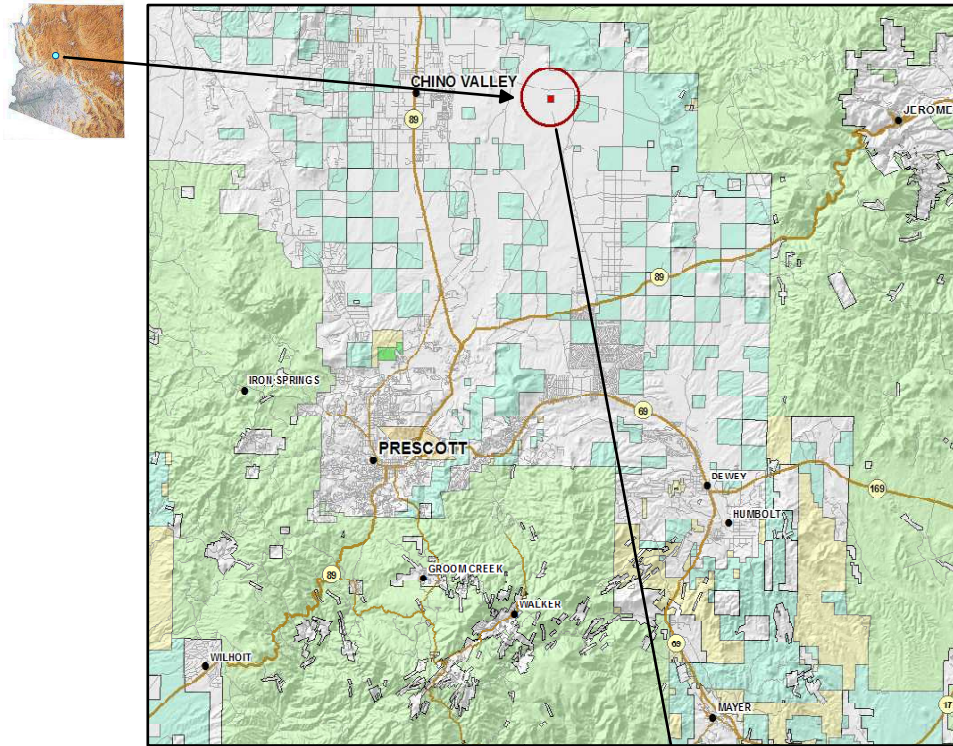 CHINO VALLEY
JEROME
89
89
IRON SPRINGS
69
PRESCOTT
DEWEY
169
HUMBOLT
89
GROOM CREEK
WALKER
69
WILHOIT
MAYER
17